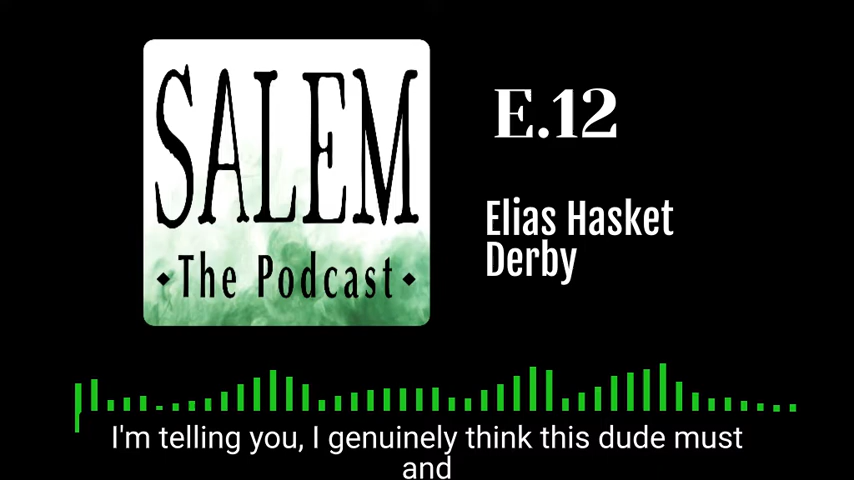 SALEM
· The Podcast ·
E.12
Elias Hasket
Derby
I'm telling you, I genuinely think this dude must
and